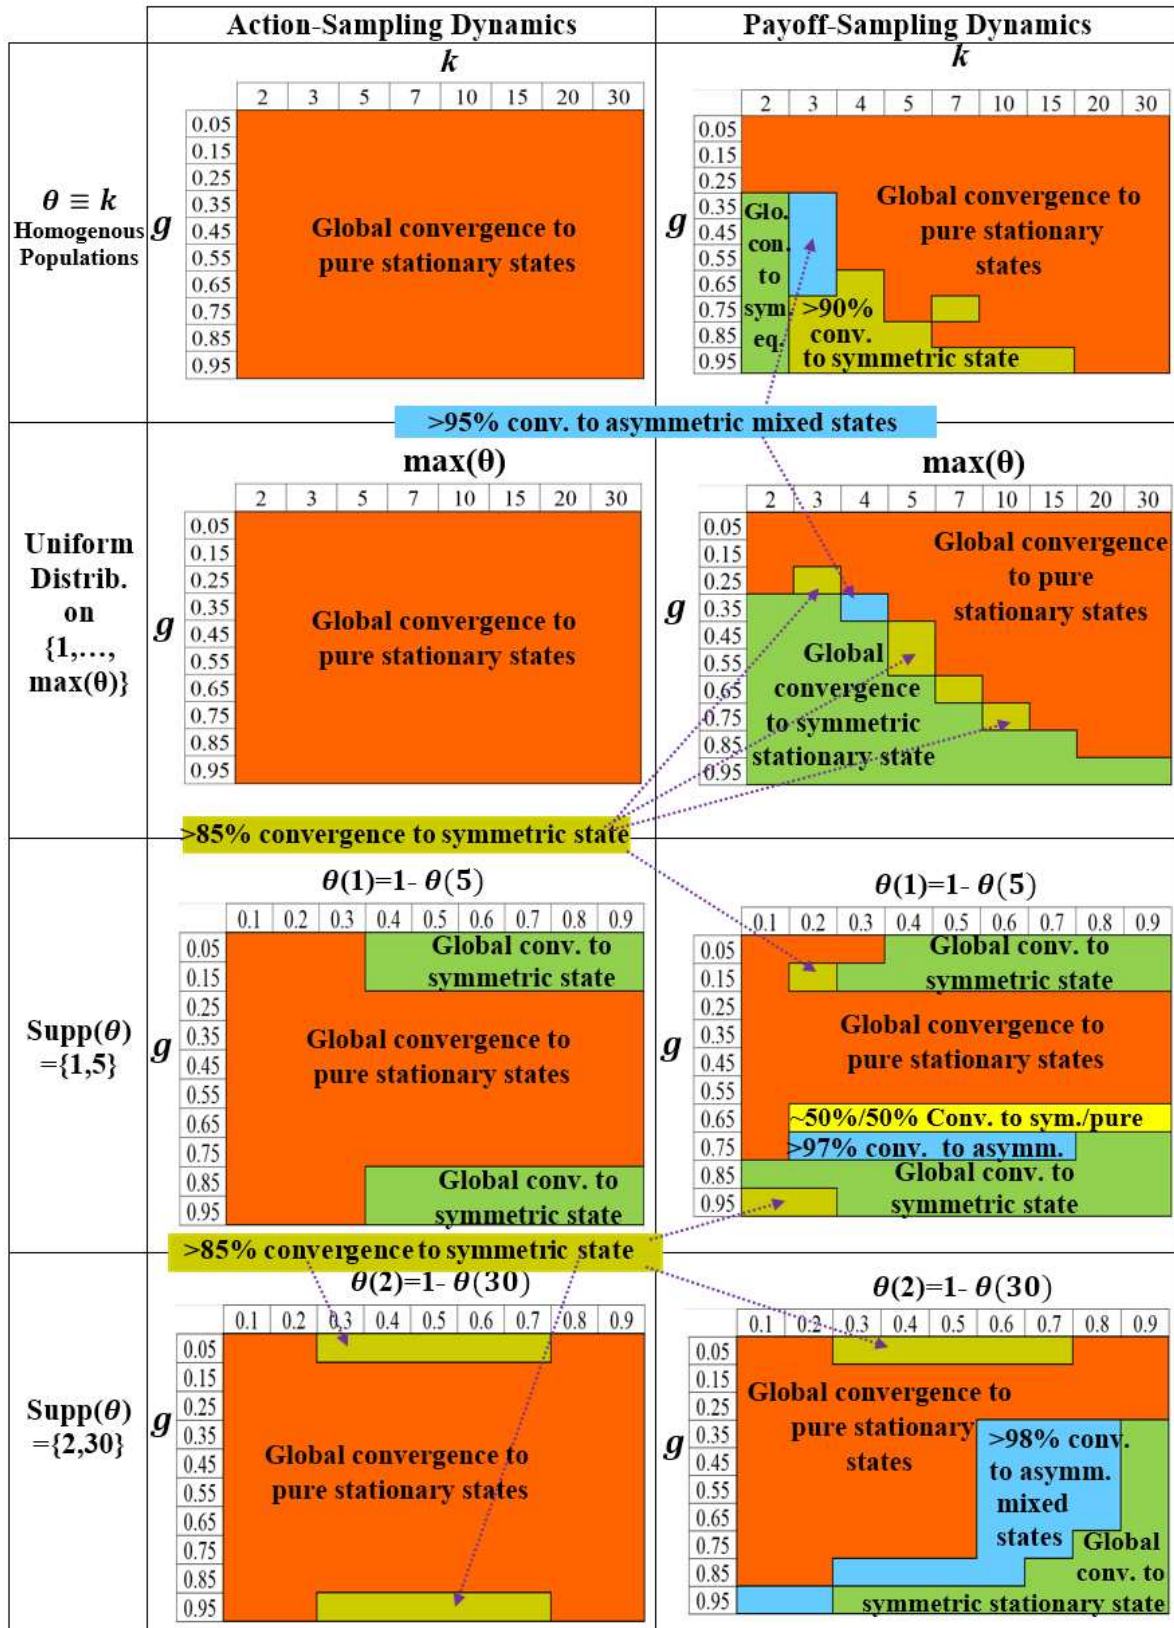 Action-Sampling Dynamics
Payoff-Sampling Dynamics
θ ≡ k
Homogenous
Populations
k
2 3 5 7 10 15 20 30
g
0.05
0.15
0.25
0.35
0.45
0.55
0.65
0.75
0.85
0.95
Global convergence to
pure stationary states
k
2 3 4 5 7 10 15 20 30
g
0.05
0.15
0.25
0.35
0.45
0.55
0.65
0.75
0.85
0.95
Global convergence to
pure stationary
states
Glo.
con.
to
sym.
eq.
>90%
conv.
to symmetric state
>95% conv. to asymmetric mixed states
Uniform
Distrib.
on
{1,…,
max(θ)}
max(θ)
2 3 5 7 10 15 20 30
g
0.05
0.15
0.25
0.35
0.45
0.55
0.65
0.75
0.85
0.95
Global convergence to
pure stationary states
max(θ)
2 3 4 5 7 10 15 20 30
g
0.05
0.15
0.25
0.35
0.45
0.55
0.65
0.75
0.85
0.95
Global convergence
to pure
stationary states
Global
convergence
to symmetric
stationary state
>85% convergence to symmetric state
Supp(θ)
={1,5}
θ(1)=1- θ(5)
0.1 0.2 0.3 0.4 0.5 0.6 0.7 0.8 0.9
g
0.05
0.15
0.25
0.35
0.45
0.55
0.65
0.75
0.85
0.95
Global conv. to
symmetric state
Global convergence to
pure stationary states
Global conv. to
symmetric state
θ(1)=1- θ(5)
0.1 0.2 0.3 0.4 0.5 0.6 0.7 0.8 0.9
g
0.05
0.15
0.25
0.35
0.45
0.55
0.65
0.75
0.85
0.95
Global conv. to
symmetric state
Global convergence to
pure stationary states
~50%/50% Conv. to sym./pure
>97% conv. to asymm.
Global conv. to
symmetric state
>85% convergence to symmetric state
Supp(θ)
={2,30}
θ(2)=1- θ(30)
0.1 0.2 0.3 0.4 0.5 0.6 0.7 0.8 0.9
g
0.05
0.15
0.25
0.35
0.45
0.55
0.65
0.75
0.85
0.95
Global convergence to
pure stationary states
θ(2)=1- θ(30)
0.1 0.2 0.3 0.4 0.5 0.6 0.7 0.8 0.9
g
0.05
0.15
0.25
0.35
0.45
0.55
0.65
0.75
0.85
0.95
Global convergence to
pure stationary
states
>98% conv.
to asymm.
mixed
states
Global
conv. to
symmetric stationary state